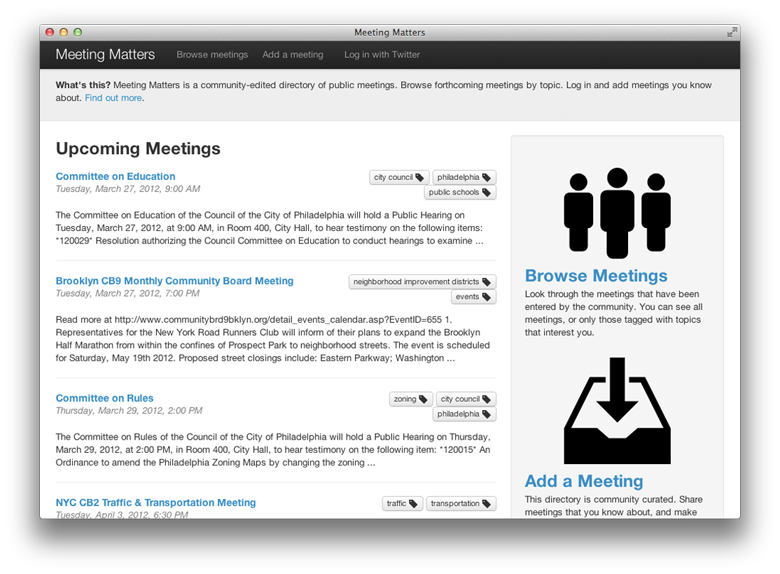 Meeting Matters
Meeting Matters Browse meetings Add a meeting Log in with Twitter
What's this? Meeting Matters is a community-edited directory of public meetings. Browse forthcoming meetings by topic. Log in and add meetings you know
about. Find out more.
Upcoming Meetings
Committee on Education
Tuesday, March 27, 2012, 9:00 AM
city council philadelphia
public schools
The Committee on Education of the Council of the City of Philadelphia will hold a Public Hearing on
Tuesday, March 27, 2012, at 9:00 AM, in Room 400, City Hall, to hear testimony on the following items:
*120029* Resolution authorizing the Council Committee on Education to conduct hearings to examine ...
Brooklyn CB9 Monthly Community Board Meeting
Tuesday, March 27, 2012, 7:00 PM
neighborhood improvement districts
events
Read more at http://www.communitybrd9bklyn.org/detail_events_calendar.asp?EventID=655 1.
Representatives for the New York Road Runners Club will inform of their plans to expand the Brooklyn
Half Marathon from within the confines of Prospect Park to neighborhood streets. The event is scheduled
for Saturday, May 19th 2012. Proposed street closings include: Eastern Parkway; Washington ...
Committee on Rules
Thursday, March 29, 2012, 2:00 PM
zoning city council
philadelphia
The Committee on Rules of the Council of the City of Philadelphia will hold a Public Hearing on Thursday,
March 29, 2012, at 2:00 PM, in Room 400, City Hall, to hear testimony on the following item: *120015* An
Ordinance to amend the Philadelphia Zoning Maps by changing the zoning ...
NYC CB2 Traffic & Transportation Meeting
Tuesday, April 3, 2012, 6:30 PM
traffic transportation
Browse Meetings
Look through the meetings that have been
entered by the community. You can see all
meetings, or only those tagged with topics
that interest you.
Add a Meeting
This directory is community curated. Share
meetings that you know about, and make